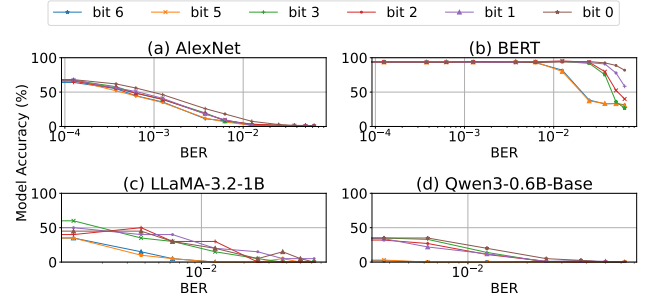 bit 6 bit 5 bit 3 bit 2 bit 1 bit 0
(a) AlexNet (b) BERT
100 100
50 50
0 0
10⁻⁴ 10⁻³ 10⁻² 10⁻⁴ 10⁻³ 10⁻²
BER BER
Model Accuracy (%)
(c) LLaMA-3.2-1B (d) Qwen3-0.6B-Base
100 100
50 50
0 0
10⁻² 10⁻²
BER BER